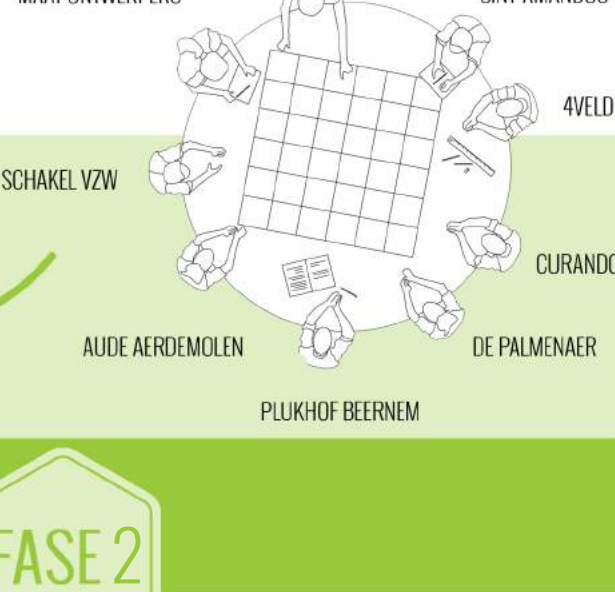 4VELD
SCHAKEL VZW
AUDE AERDEMOLEN
DE PALMENAER
PLUKHOF BEERNEM
FASE 2